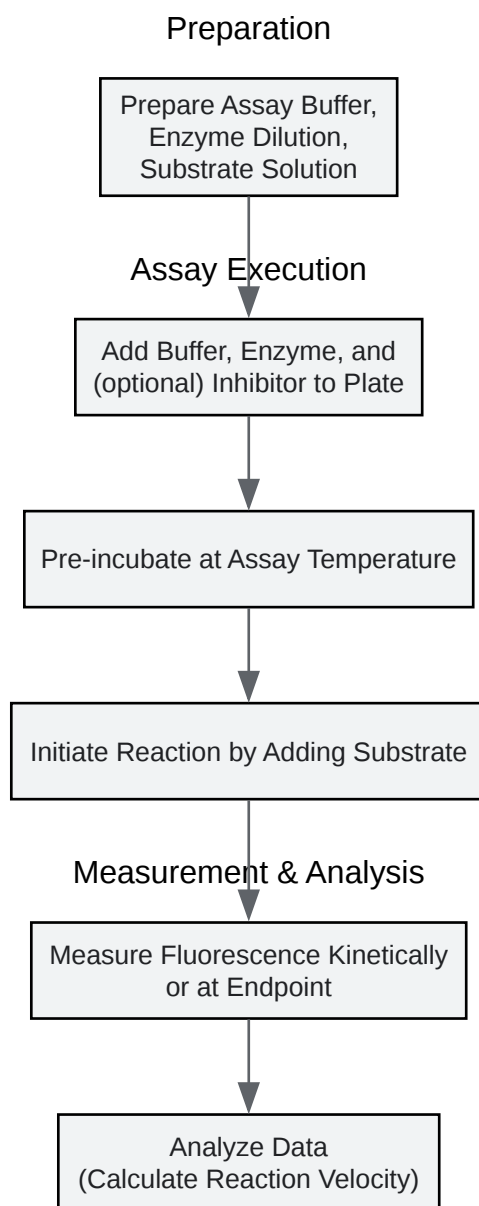 Preparation
Prepare Assay Buffer,
Enzyme Dilution,
Substrate Solution
Assay Execution
Add Buffer, Enzyme, and
(optional) Inhibitor to Plate
Pre-incubate at Assay Temperature
Initiate Reaction by Adding Substrate
Measurement & Analysis
Measure Fluorescence Kinetically
or at Endpoint
Analyze Data
(Calculate Reaction Velocity)